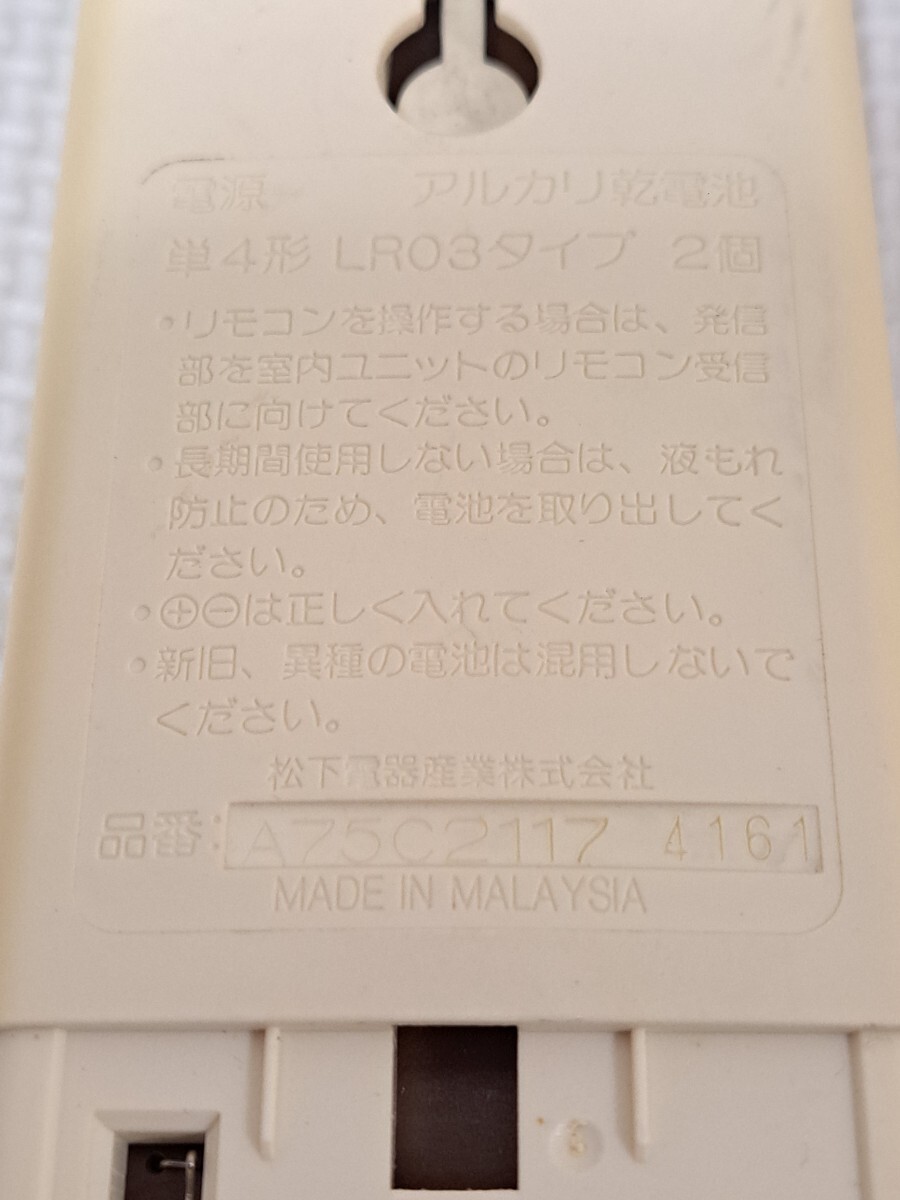 電源 アルカリ乾電池
単4形 LR03タイプ 2個
・リモコンを操作する場合は、発信
部を室内ユニットのリモコン受信
部に向けてください。
・長期間使用しない場合は、液もれ
防止のため、電池を取り出してく
ださい。
・⊕⊖は正しく入れてください。
・新旧、異種の電池は混用しないで
ください。
松下電器産業株式会社
品番: A75C2117 4161
MADE IN MALAYSIA